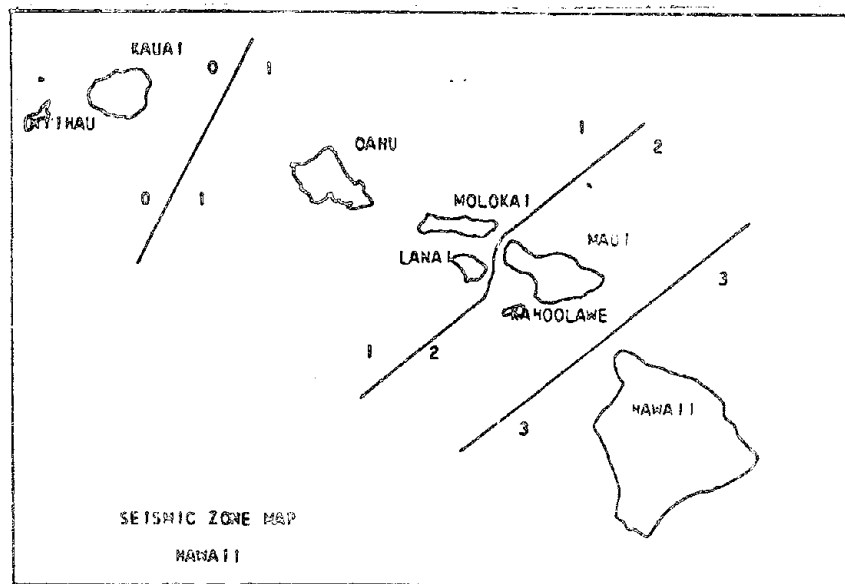 KAUAI
0 1
NIIHAU
OAHU
1
2
0 1
MOLOKAI
MAUI
LANAI
3
KAHOOLAWE
1 2
HAWAII
3
SEISMIC ZONE MAP
HAWAII